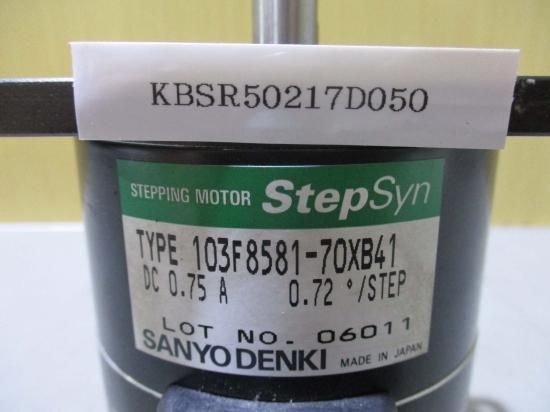 KBSR50217D050
STEPPING MOTOR StepSyn
TYPE 103F8581-70XB41
DC 0.75 A 0.72 °/STEP
LOT NO. 06011
SANYO DENKI MADE IN JAPAN